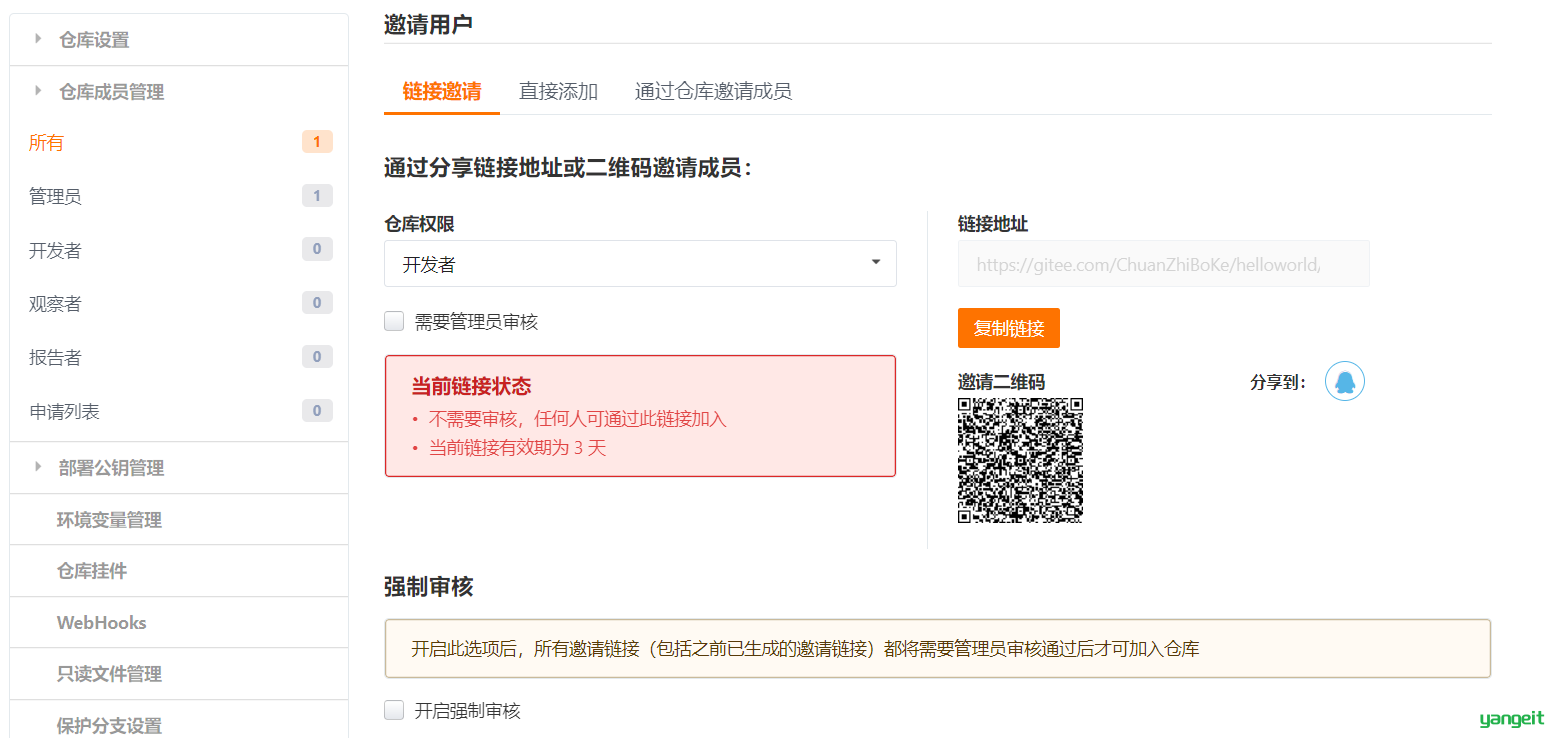 仓库设置
仓库成员管理
所有 1
管理员 1
开发者 0
观察者 0
报告者 0
申请列表 0
部署公钥管理
环境变量管理
仓库挂件
WebHooks
只读文件管理
保护分支设置
邀请用户
链接邀请 直接添加 通过仓库邀请成员
通过分享链接地址或二维码邀请成员：
仓库权限
开发者
需要管理员审核
当前链接状态
• 不需要审核，任何人可通过此链接加入
• 当前链接有效期为 3 天
链接地址
https://gitee.com/ChuanZhiBoKe/helloworld,
复制链接
邀请二维码 分享到：
强制审核
开启此选项后，所有邀请链接（包括之前已生成的邀请链接）都将需要管理员审核通过后才可加入仓库
开启强制审核
yangeit